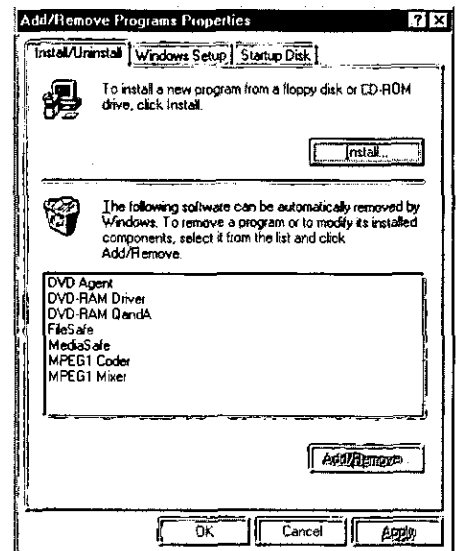 Add/Remove Programs Properties
? X
Install/Uninstall Windows Setup Startup Disk
To install a new program from a floppy disk or CD-ROM
drive, click Install.
Install...
The following software can be automatically removed by
Windows. To remove a program or to modify its installed
components, select it from the list and click
Add/Remove.
DVD Agent
DVD-RAM Driver
DVD-RAM QandA
FileSafe
MediaSafe
MPEG1 Coder
MPEG1 Mixer
Add/Remove...
OK Cancel Apply